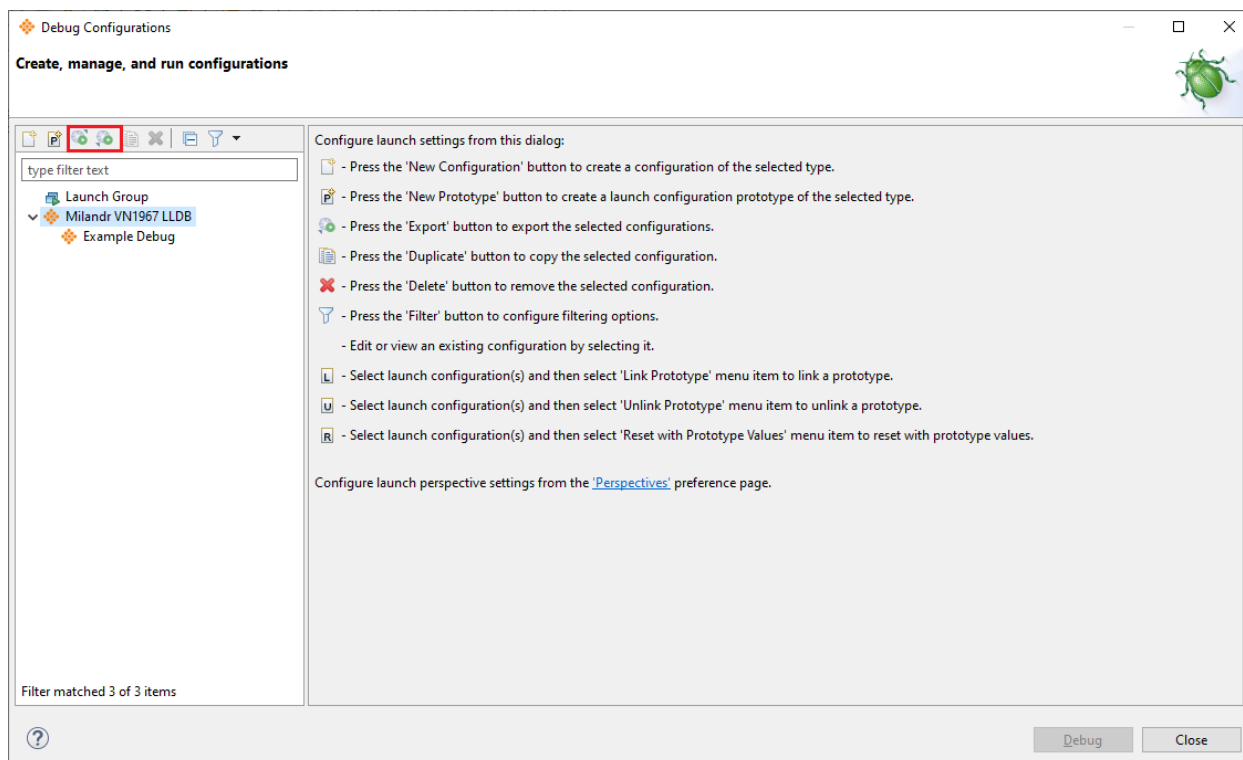 Debug Configurations
Create, manage, and run configurations
P
type filter text
Launch Group
Milandr VN1967 LLDB
Example Debug
Filter matched 3 of 3 items
Configure launch settings from this dialog:
- Press the 'New Configuration' button to create a configuration of the selected type.
P - Press the 'New Prototype' button to create a launch configuration prototype of the selected type.
- Press the 'Export' button to export the selected configurations.
- Press the 'Duplicate' button to copy the selected configuration.
- Press the 'Delete' button to remove the selected configuration.
- Press the 'Filter' button to configure filtering options.
- Edit or view an existing configuration by selecting it.
L - Select launch configuration(s) and then select 'Link Prototype' menu item to link a prototype.
U - Select launch configuration(s) and then select 'Unlink Prototype' menu item to unlink a prototype.
R - Select launch configuration(s) and then select 'Reset with Prototype Values' menu item to reset with prototype values.
Configure launch perspective settings from the 'Perspectives' preference page.
?
Debug
Close